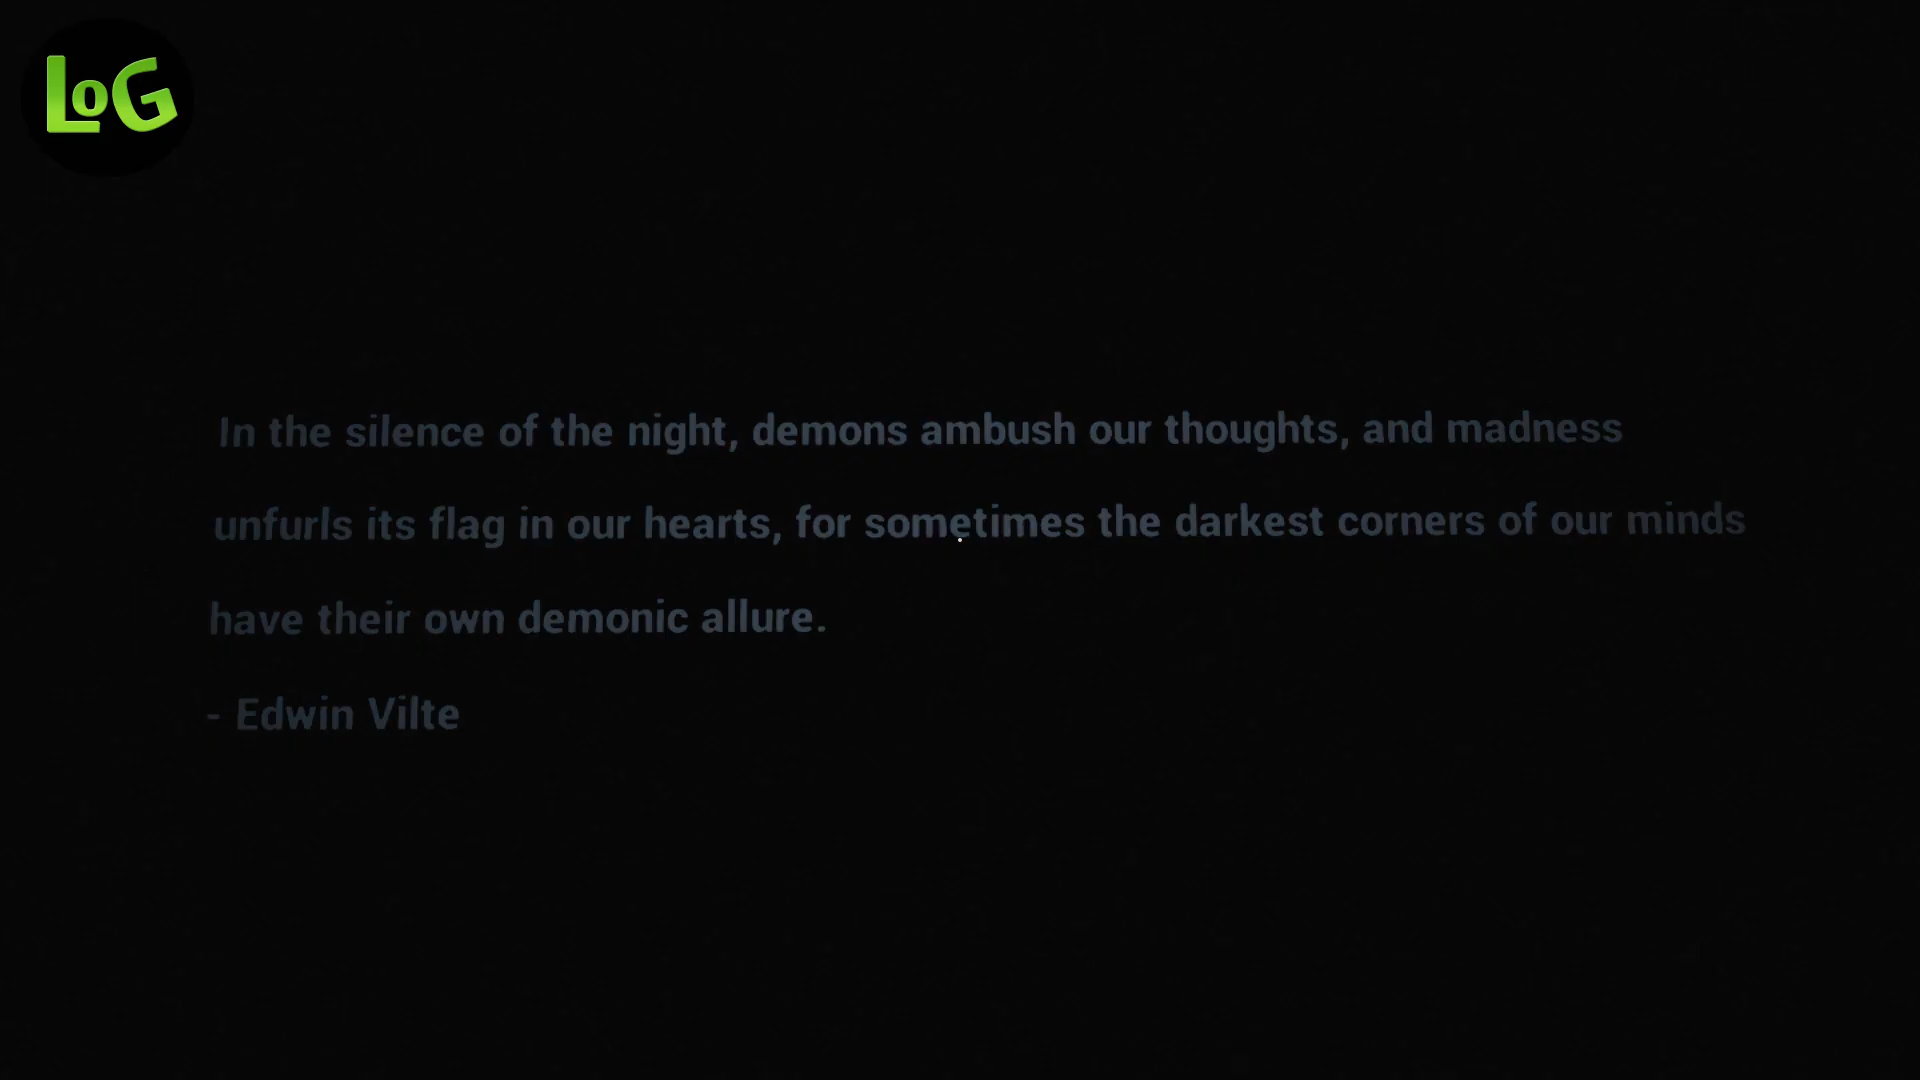 LoG
In the silence of the night, demons ambush our thoughts, and madness
unfurls its flag in our hearts, for sometimes the darkest corners of our minds
have their own demonic allure.
- Edwin Vilte